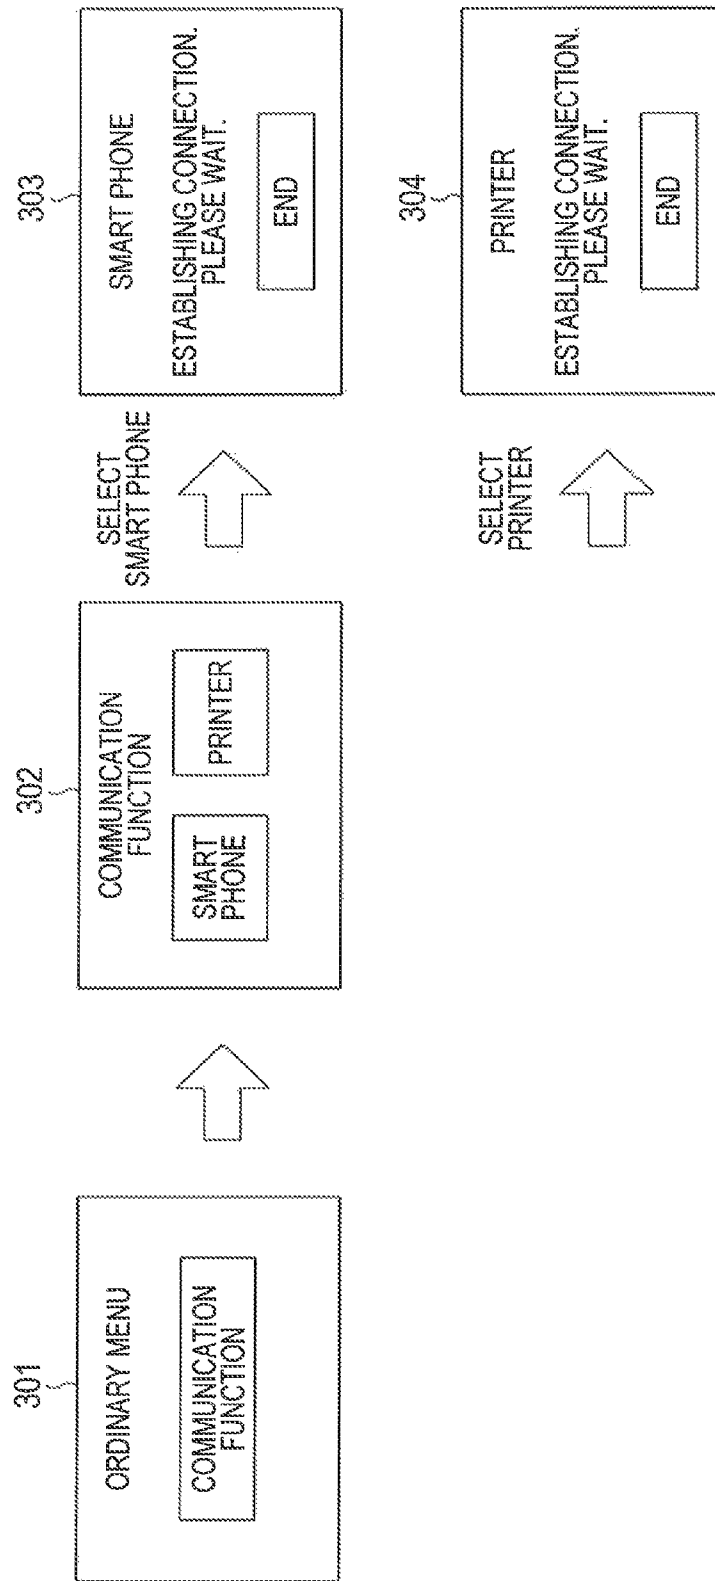 301
ORDINARY MENU
COMMUNICATION
FUNCTION
302
COMMUNICATION
FUNCTION
SMART
PHONE
PRINTER
SELECT
SMART PHONE
303
SMART PHONE
ESTABLISHING CONNECTION.
PLEASE WAIT.
END
SELECT
PRINTER
304
PRINTER
ESTABLISHING CONNECTION.
PLEASE WAIT.
END